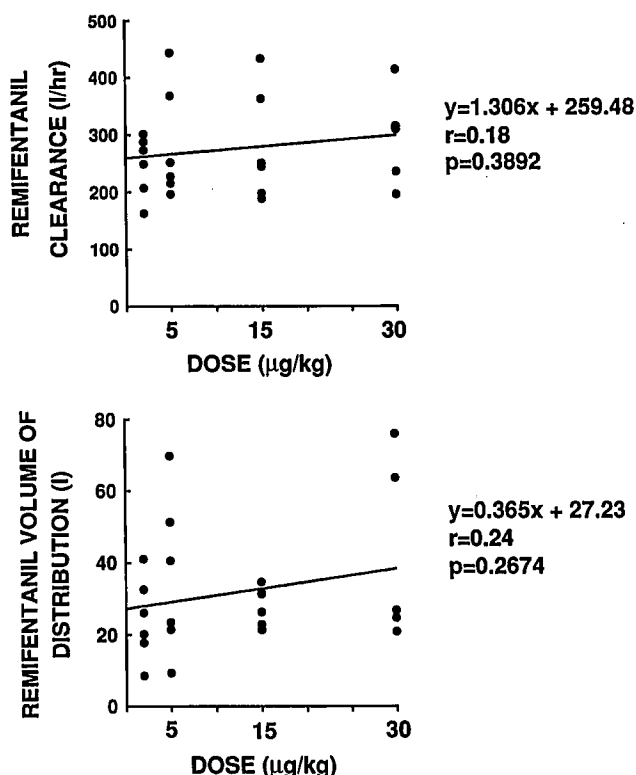 REMIFENTANIL
CLEARANCE (l/hr)
500
400
300
200
100
0
5
15
30
DOSE (µg/kg)
y=1.306x + 259.48
r=0.18
p=0.3892
REMIFENTANIL VOLUME OF
DISTRIBUTION (l)
80
60
40
20
0
5
15
30
DOSE (µg/kg)
y=0.365x + 27.23
r=0.24
p=0.2674